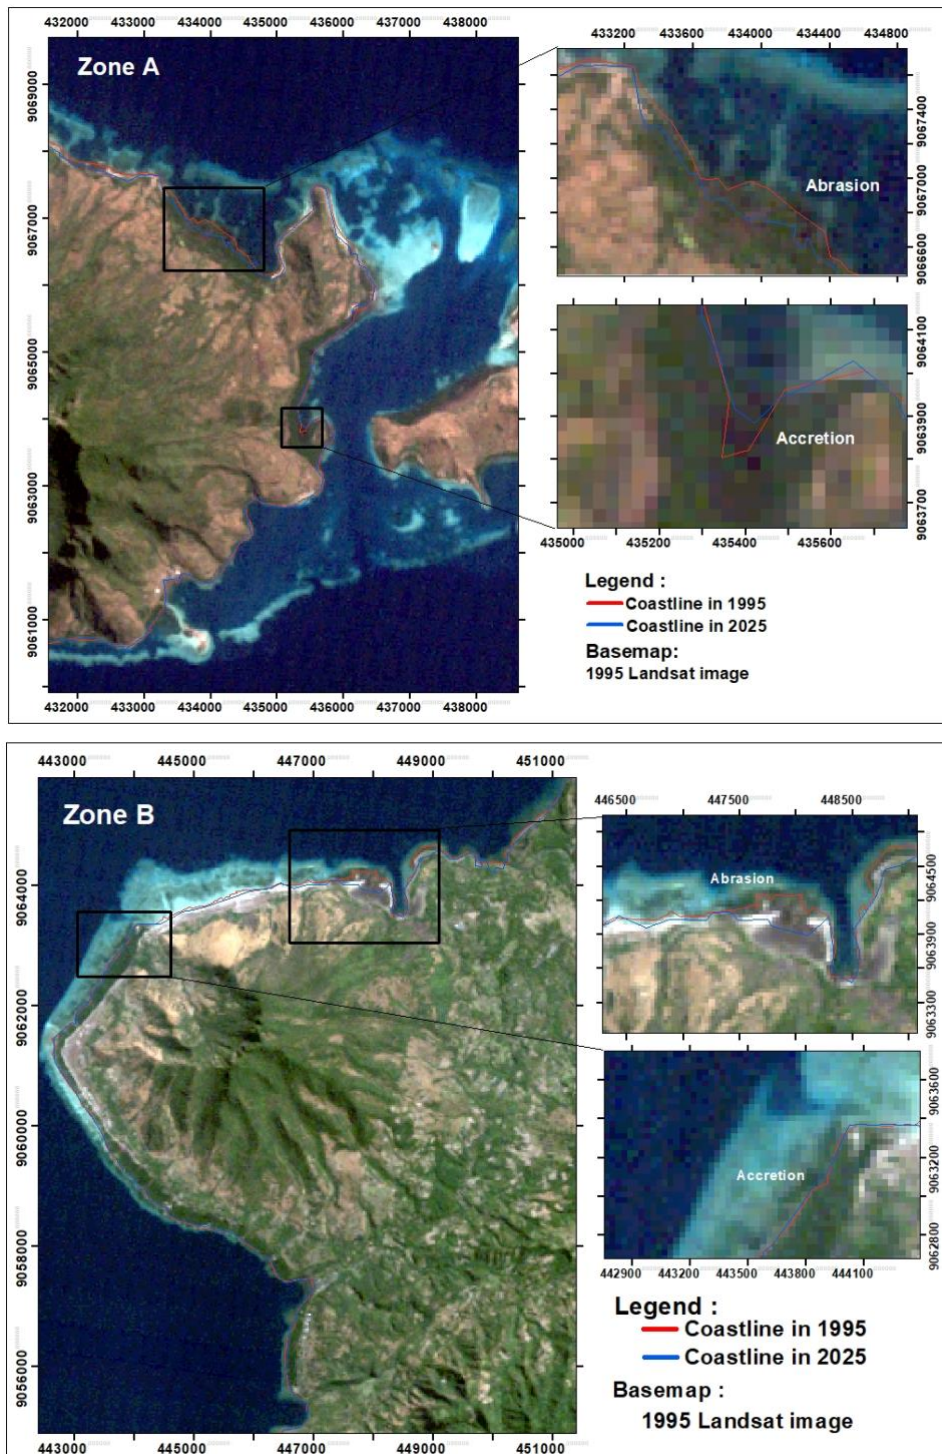 432000 433000 434000 435000 436000 437000 438000
Zone A
9069000
9067000
9065000
9063000
9061000
432000 433000 434000 435000 436000 437000 438000
433200 433600 434000 434400 434800
Abrasion
9067400
9067000
9066600
Accretion
9064100
9063900
9063700
435000 435200 435400 435600
Legend :
Coastline in 1995
Coastline in 2025
Basemap:
1995 Landsat image
443000 445000 447000 449000 451000
Zone B
9064000
9062000
9060000
9058000
9056000
443000 445000 447000 449000 451000
446500 447500 448500
Abrasion
9064500
9063900
9063300
Accretion
9063600
9063200
9062800
442900 443200 443500 443800 444100
Legend :
Coastline in 1995
Coastline in 2025
Basemap :
1995 Landsat image